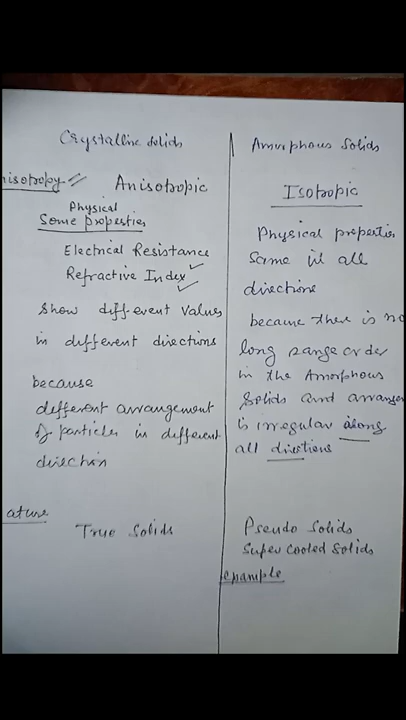 Crystalline solids
Anisotropic
Physical
Some Properties
Electrical Resistance
Refractive Index
Show different values
in different directions
because
different arrangement
of particles in different
direction
ature
True Solids
Amorphous Solids
Isotropic
Physical properties
Same in all
directions
because there is no
long range order
in the Amorphous
Solids and arrange
is irregular along
all directions
Pseudo Solids
Super cooled Solids
example